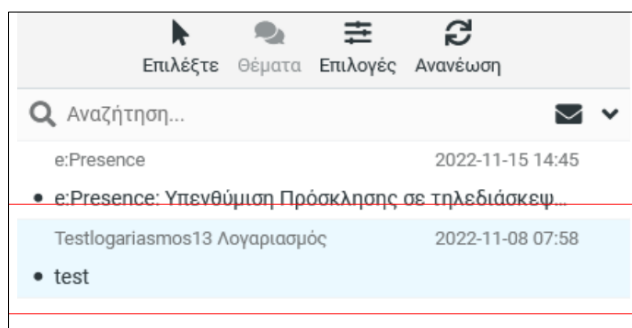 Επιλέξτε Θέματα Επιλογές Ανανέωση
Αναζήτηση...
e:Presence 2022-11-15 14:45
• e:Presence: Υπενθύμιση Πρόσκλησης σε τηλεδιάσκεψ...
Testlogariasmos13 Λογαριασμός 2022-11-08 07:58
• test